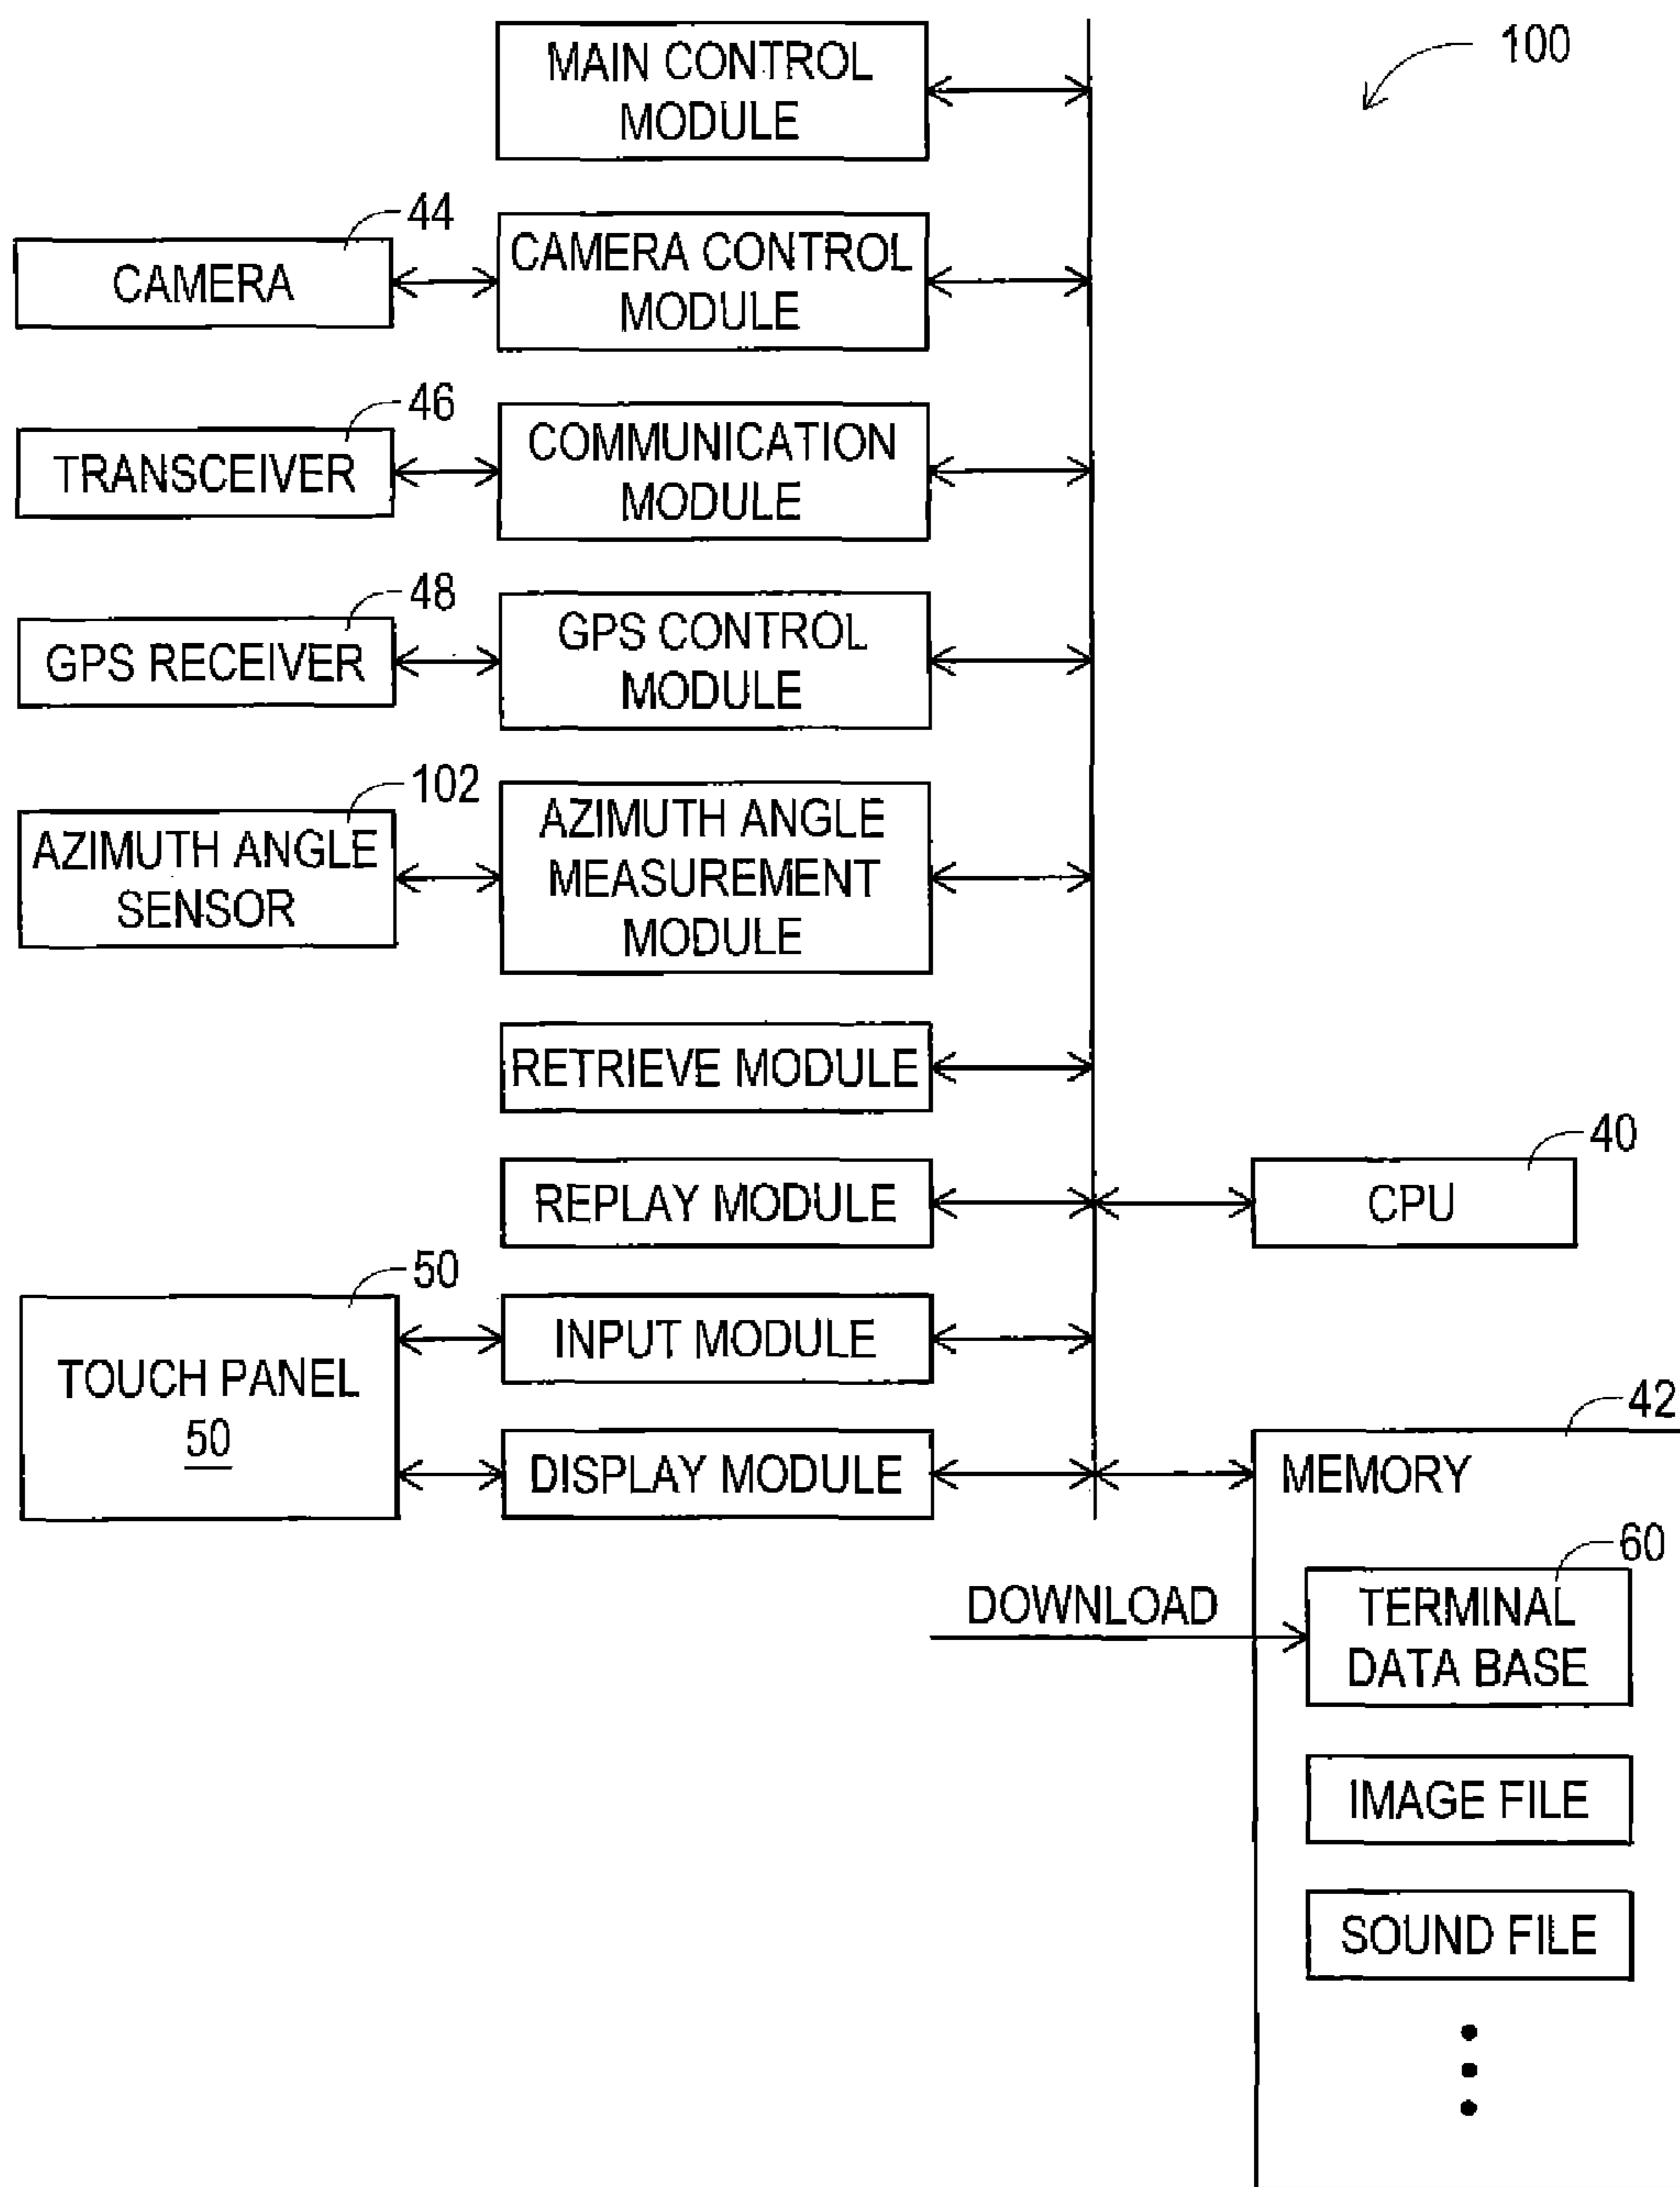 100
MAIN CONTROL
MODULE
44
CAMERA
CAMERA CONTROL
MODULE
46
TRANSCEIVER
COMMUNICATION
MODULE
48
GPS RECEIVER
GPS CONTROL
MODULE
102
AZIMUTH ANGLE
SENSOR
AZIMUTH ANGLE
MEASUREMENT
MODULE
RETRIEVE MODULE
REPLAY MODULE
40
CPU
50
TOUCH PANEL
50
INPUT MODULE
DISPLAY MODULE
42
MEMORY
DOWNLOAD
60
TERMINAL
DATA BASE
IMAGE FILE
SOUND FILE